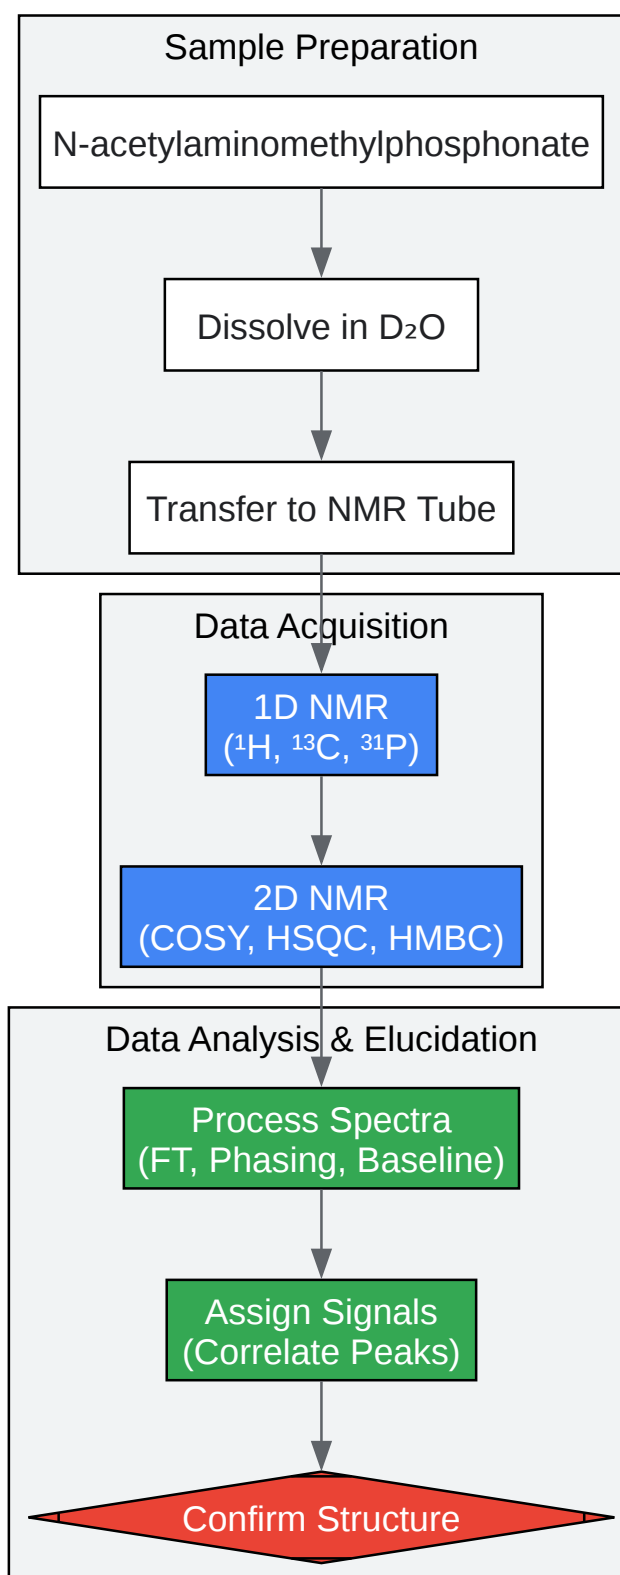 Sample Preparation
N-acetylaminomethylphosphonate
Dissolve in D₂O
Transfer to NMR Tube
Data Acquisition
1D NMR
(¹H, ¹³C, ³¹P)
2D NMR
(COSY, HSQC, HMBC)
Data Analysis & Elucidation
Process Spectra
(FT, Phasing, Baseline)
Assign Signals
(Correlate Peaks)
Confirm Structure